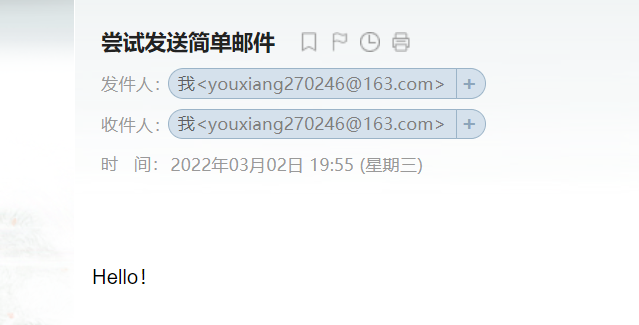 尝试发送简单邮件
发件人：我<youxiang270246@163.com> +
收件人：我<youxiang270246@163.com> +
时 间：2022年03月02日 19:55 (星期三)
Hello！